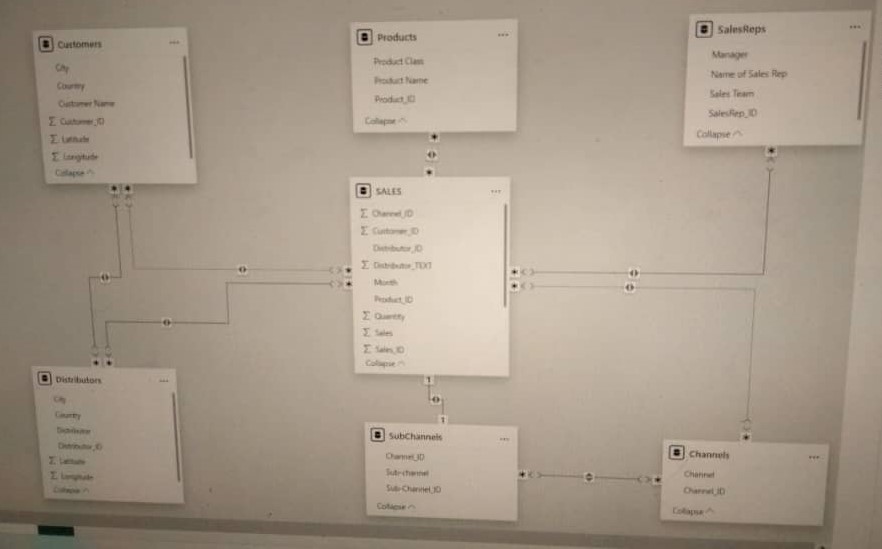 Customers
City
Country
Customer Name
Σ Customer_ID
Σ Latitude
Σ Longitude
Collapse
Products
Product Class
Product Name
Product_ID
Collapse
SalesReps
Manager
Name of Sales Rep
Sales Team
SalesRep_ID
Collapse
SALES
Σ Channel_ID
Σ Customer_ID
Distributor_ID
Σ Distributor_TEXT
Month
Product_ID
Σ Quantity
Σ Sales
Σ Sales_ID
Collapse
Distributors
City
Country
Distributor
Distributor_ID
Σ Latitude
Σ Longitude
Collapse
1
1
SubChannels
Channel_ID
Sub-channel
Sub-Channel_ID
Collapse
Channels
Channel
Channel_ID
Collapse